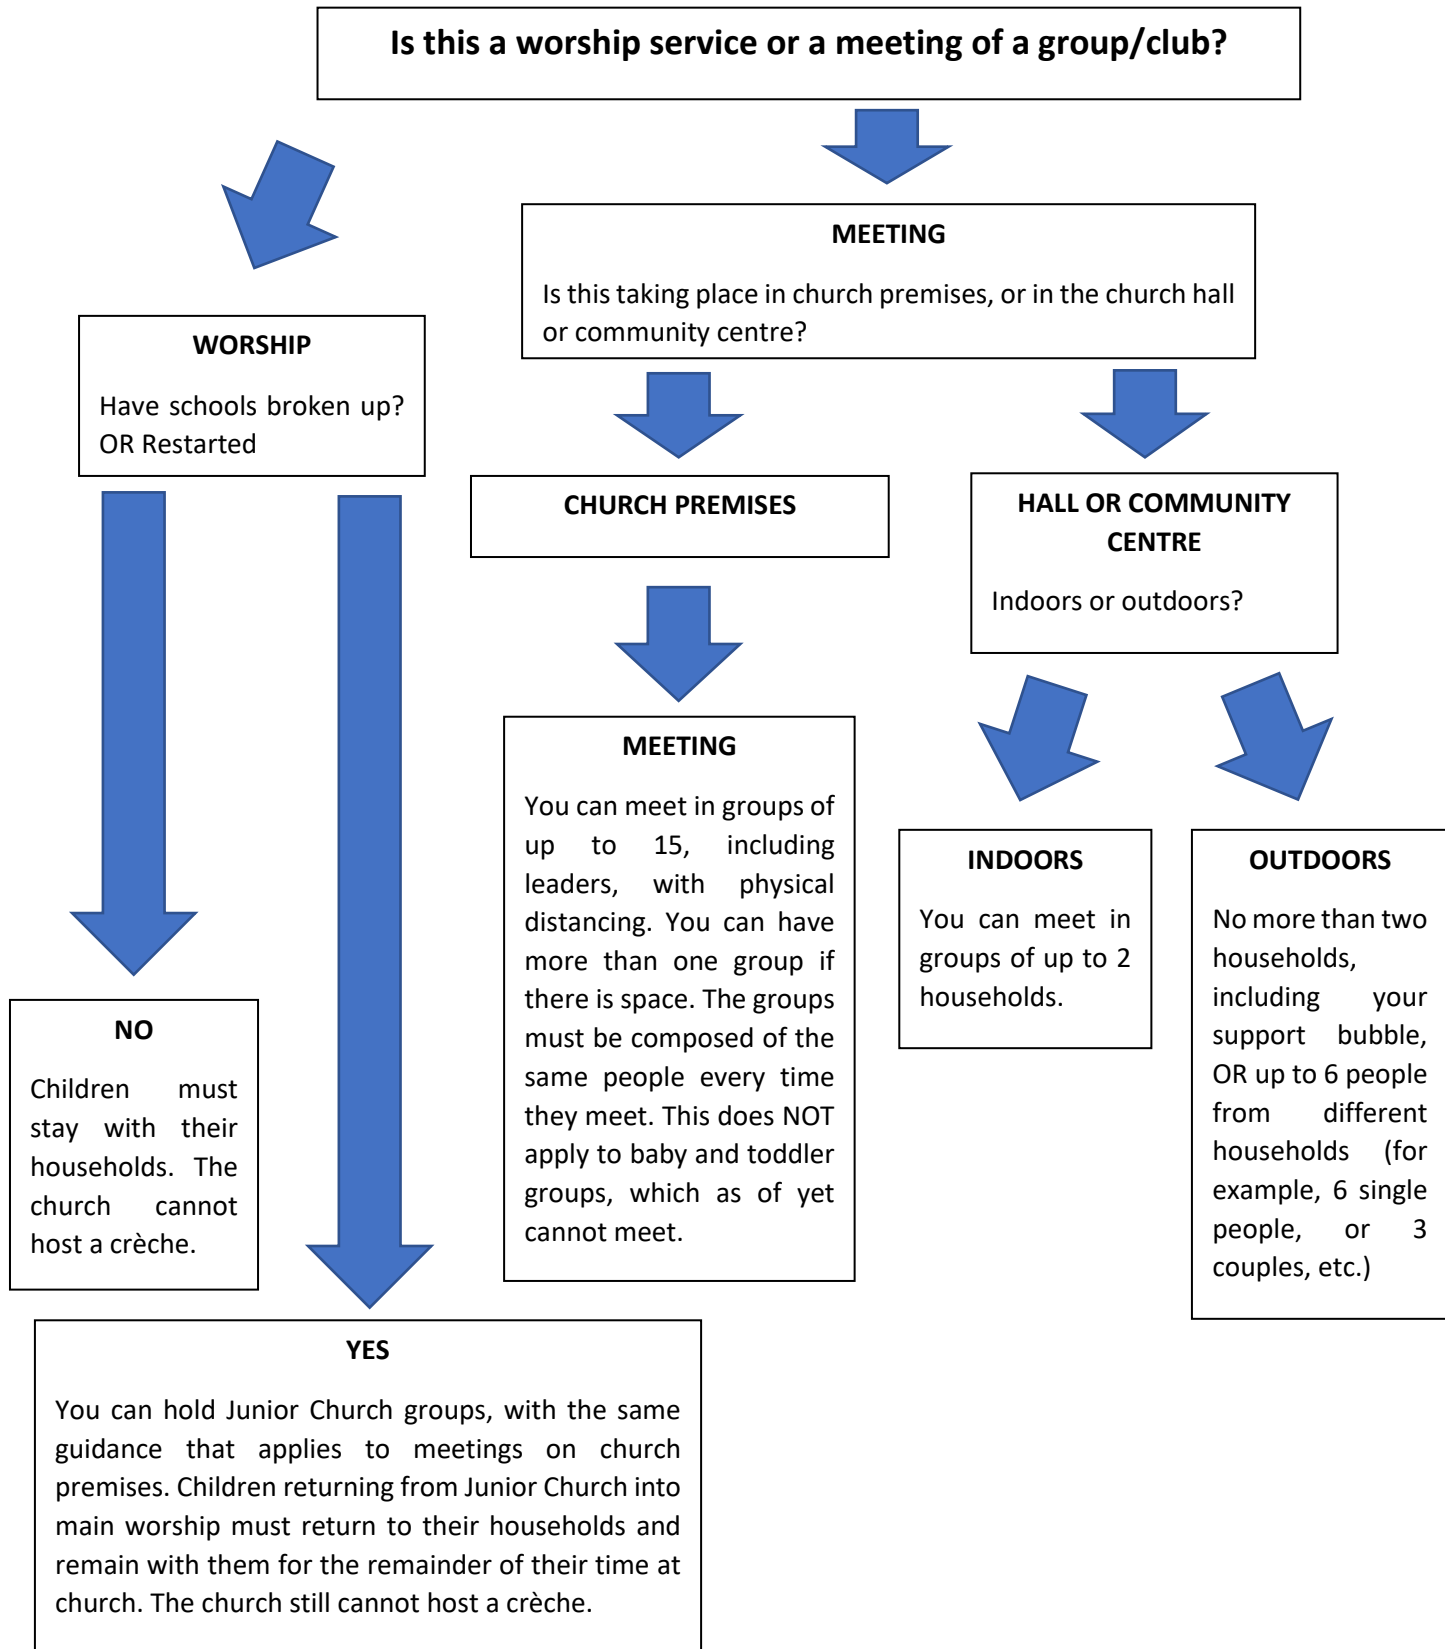 Is this a worship service or a meeting of a group/club?
MEETING
Is this taking place in church premises, or in the church hall
or community centre?
WORSHIP
Have schools broken up?
OR Restarted
CHURCH PREMISES
HALL OR COMMUNITY
CENTRE
Indoors or outdoors?
MEETING
You can meet in groups of
up to 15, including
leaders, with physical
distancing. You can have
more than one group if
there is space. The groups
must be composed of the
same people every time
they meet. This does NOT
apply to baby and toddler
groups, which as of yet
cannot meet.
INDOORS
You can meet in
groups of up to 2
households.
OUTDOORS
No more than two
households,
including your
support bubble,
OR up to 6 people
from different
households (for
example, 6 single
people, or 3
couples, etc.)
NO
Children must
stay with their
households. The
church cannot
host a crèche.
YES
You can hold Junior Church groups, with the same
guidance that applies to meetings on church
premises. Children returning from Junior Church into
main worship must return to their households and
remain with them for the remainder of their time at
church. The church still cannot host a crèche.